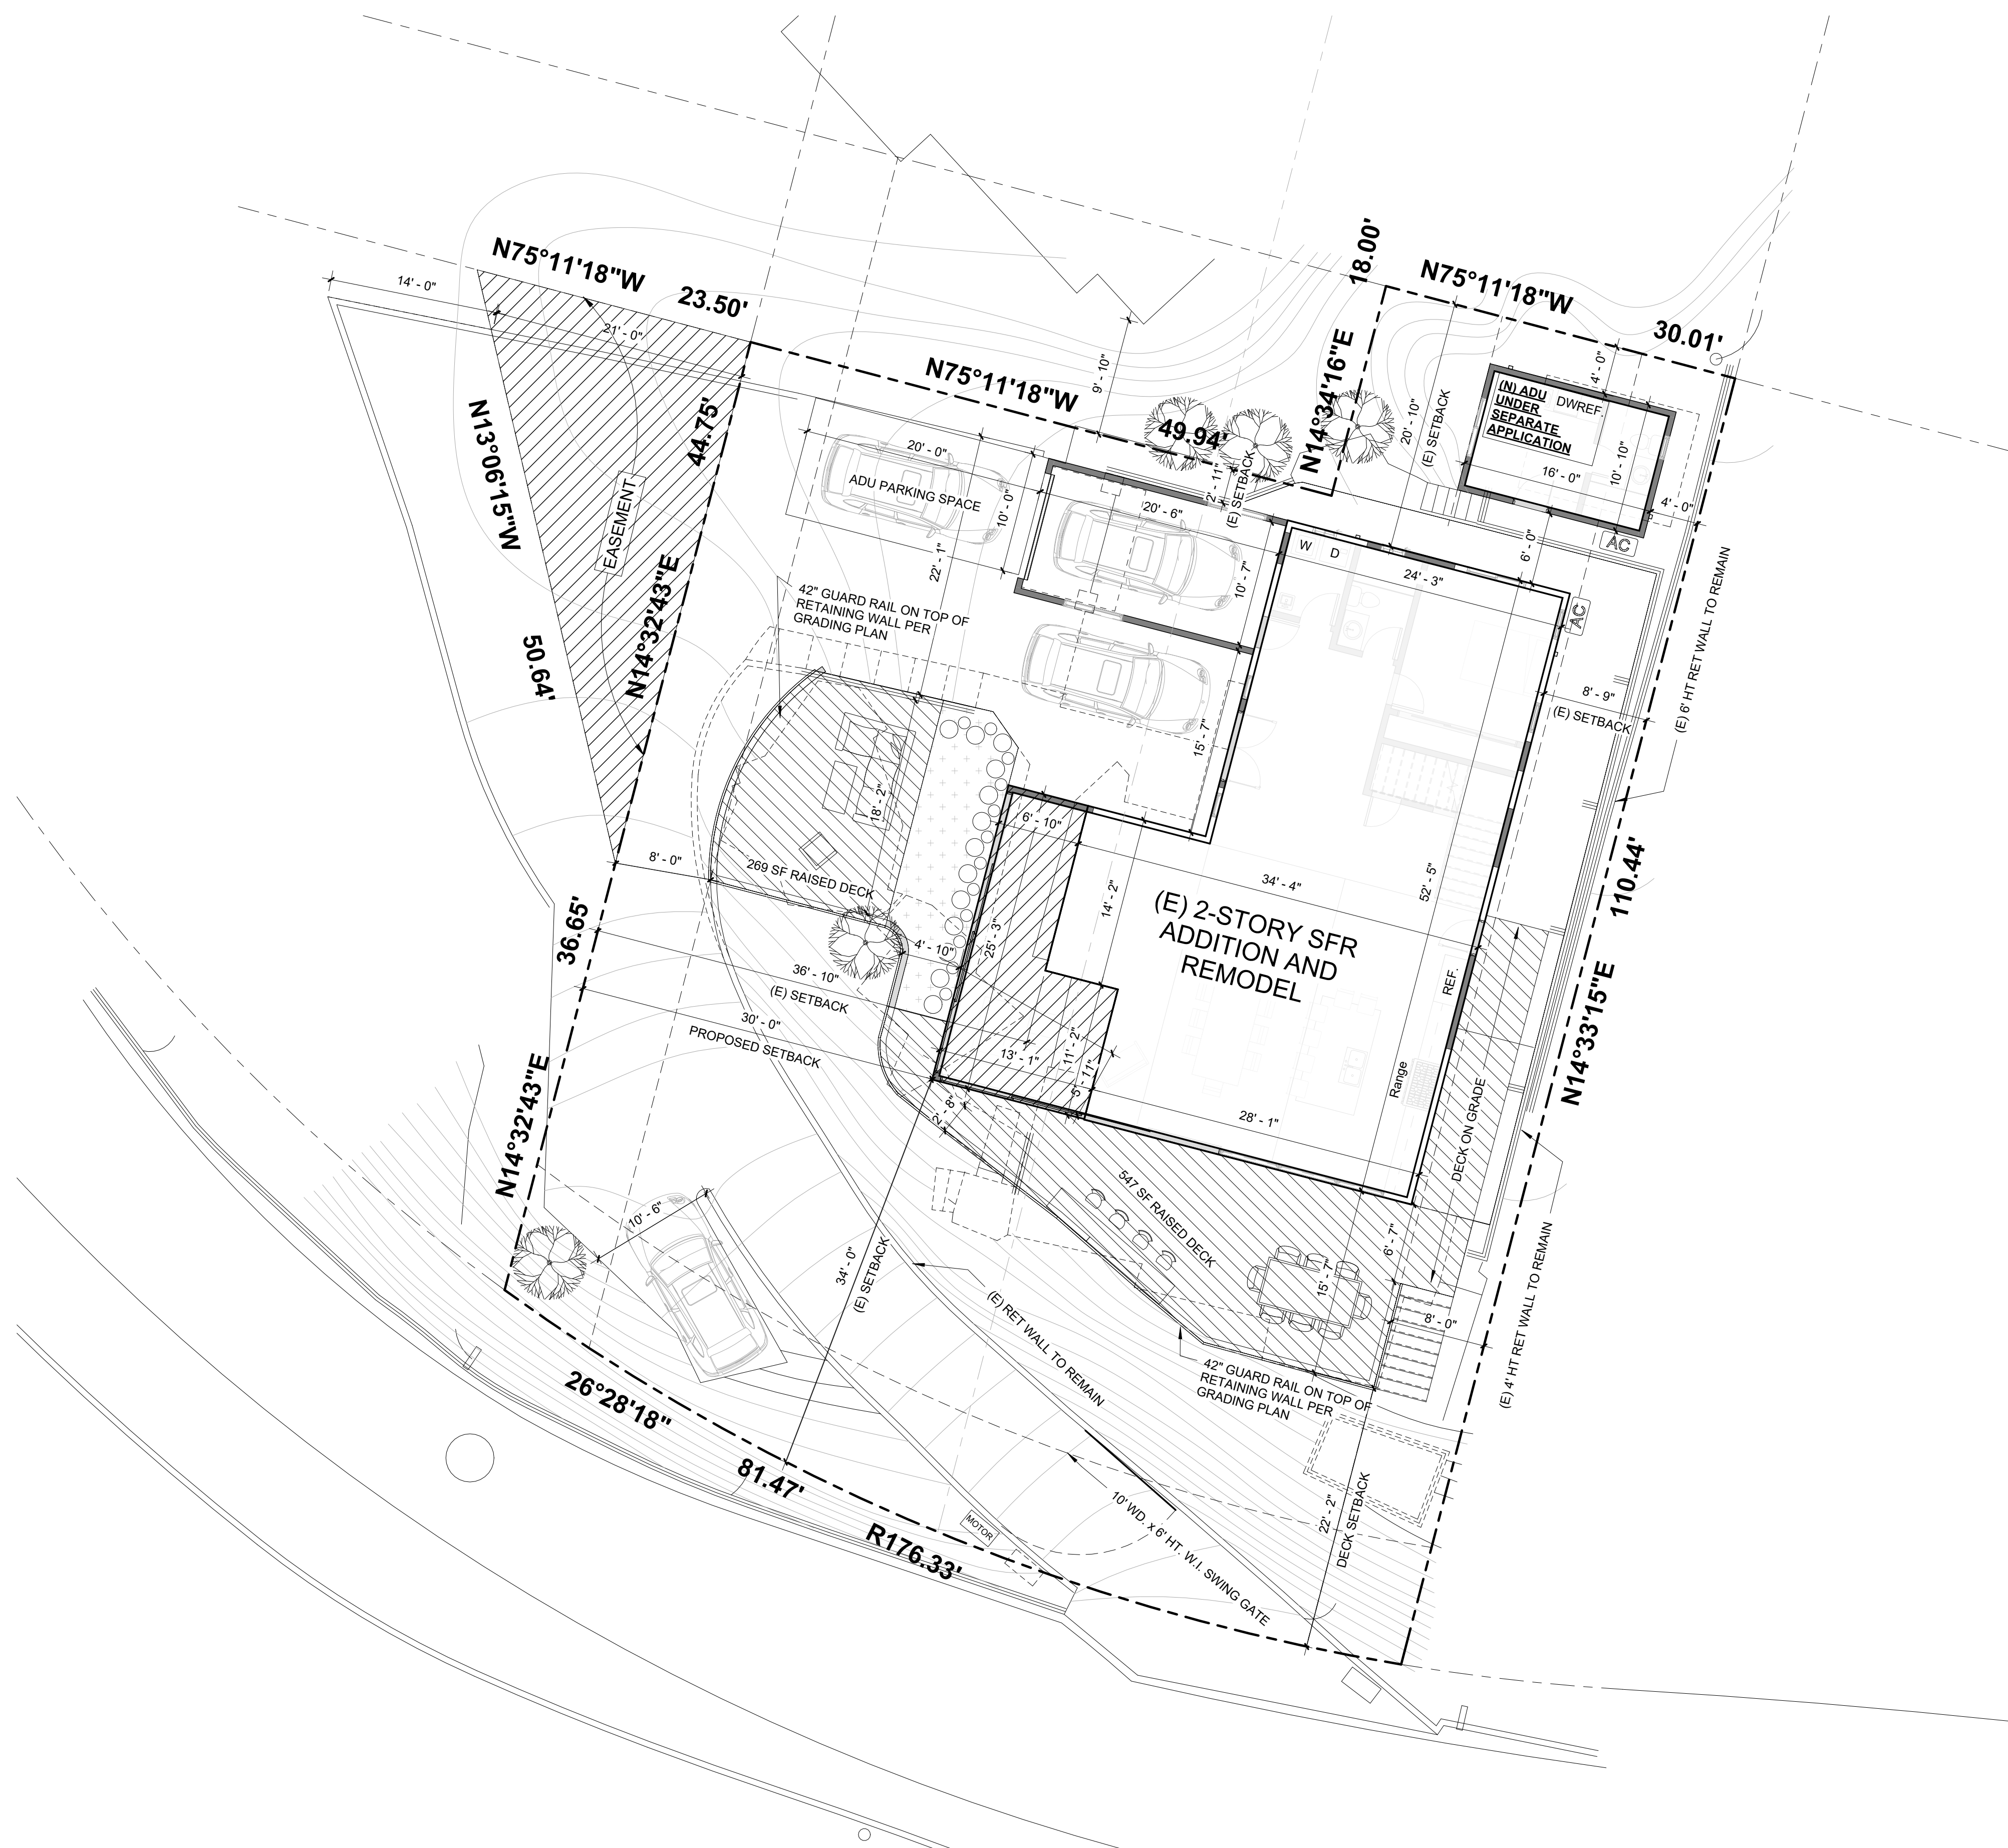 18.00'
N75°11'18"W
23.50'
N75°11'18"W
30.01'
14' - 0"
21' - 0"
N75°11'18"W
49.94'
9' - 10"
N14°34'16"E
20' - 10"
(E) SETBACK
4' - 0"
(N) ADU
UNDER
SEPARATE
APPLICATION
DWREF.
16' - 0"
10' - 10"
4' - 0"
AC
N13°06'15"W
44.75'
EASEMENT
N14°32'43"E
50.64'
20' - 0"
ADU PARKING SPACE
10' - 0"
22' - 1"
2' - 11"
(E) SETBACK
20' - 6"
10' - 7"
W
D
24' - 3"
6' - 0"
AC
(E) 6' HT RET WALL TO REMAIN
42" GUARD RAIL ON TOP OF
RETAINING WALL PER
GRADING PLAN
8' - 9"
(E) SETBACK
15' - 7"
18' - 2"
6' - 10"
8' - 0"
269 SF RAISED DECK
34' - 4"
52' - 5"
14' - 2"
110.44'
36.65'
(E) 2-STORY SFR
ADDITION AND
REMODEL
4' - 10"
25' - 3"
36' - 10"
(E) SETBACK
REF.
30' - 0"
PROPOSED SETBACK
13' - 1"
11' - 2"
5' - 11"
2' - 8"
28' - 1"
Range
N14°33'15"E
DECK ON GRADE
N14°32'43"E
547 SF RAISED DECK
10' - 6"
34' - 0"
(E) SETBACK
6' - 7"
15' - 7"
8' - 0"
(E) 4' HT RET WALL TO REMAIN
(E) RET WALL TO REMAIN
42" GUARD RAIL ON TOP OF
RETAINING WALL PER
GRADING PLAN
26°28'18"
81.47'
R176.33'
MOTOR
10' WD. x 6' HT. W.I. SWING GATE
22' - 2"
DECK SETBACK